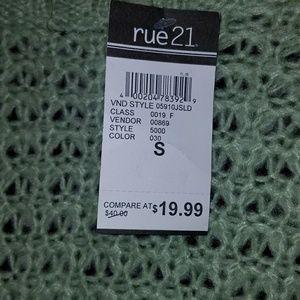 rue21
4 00204 78392 9
VND STYLE 05910JSLD
CLASS 0019 F
VENDOR 00869
STYLE 5000
COLOR 030
S
COMPARE AT $19.99
$40.00